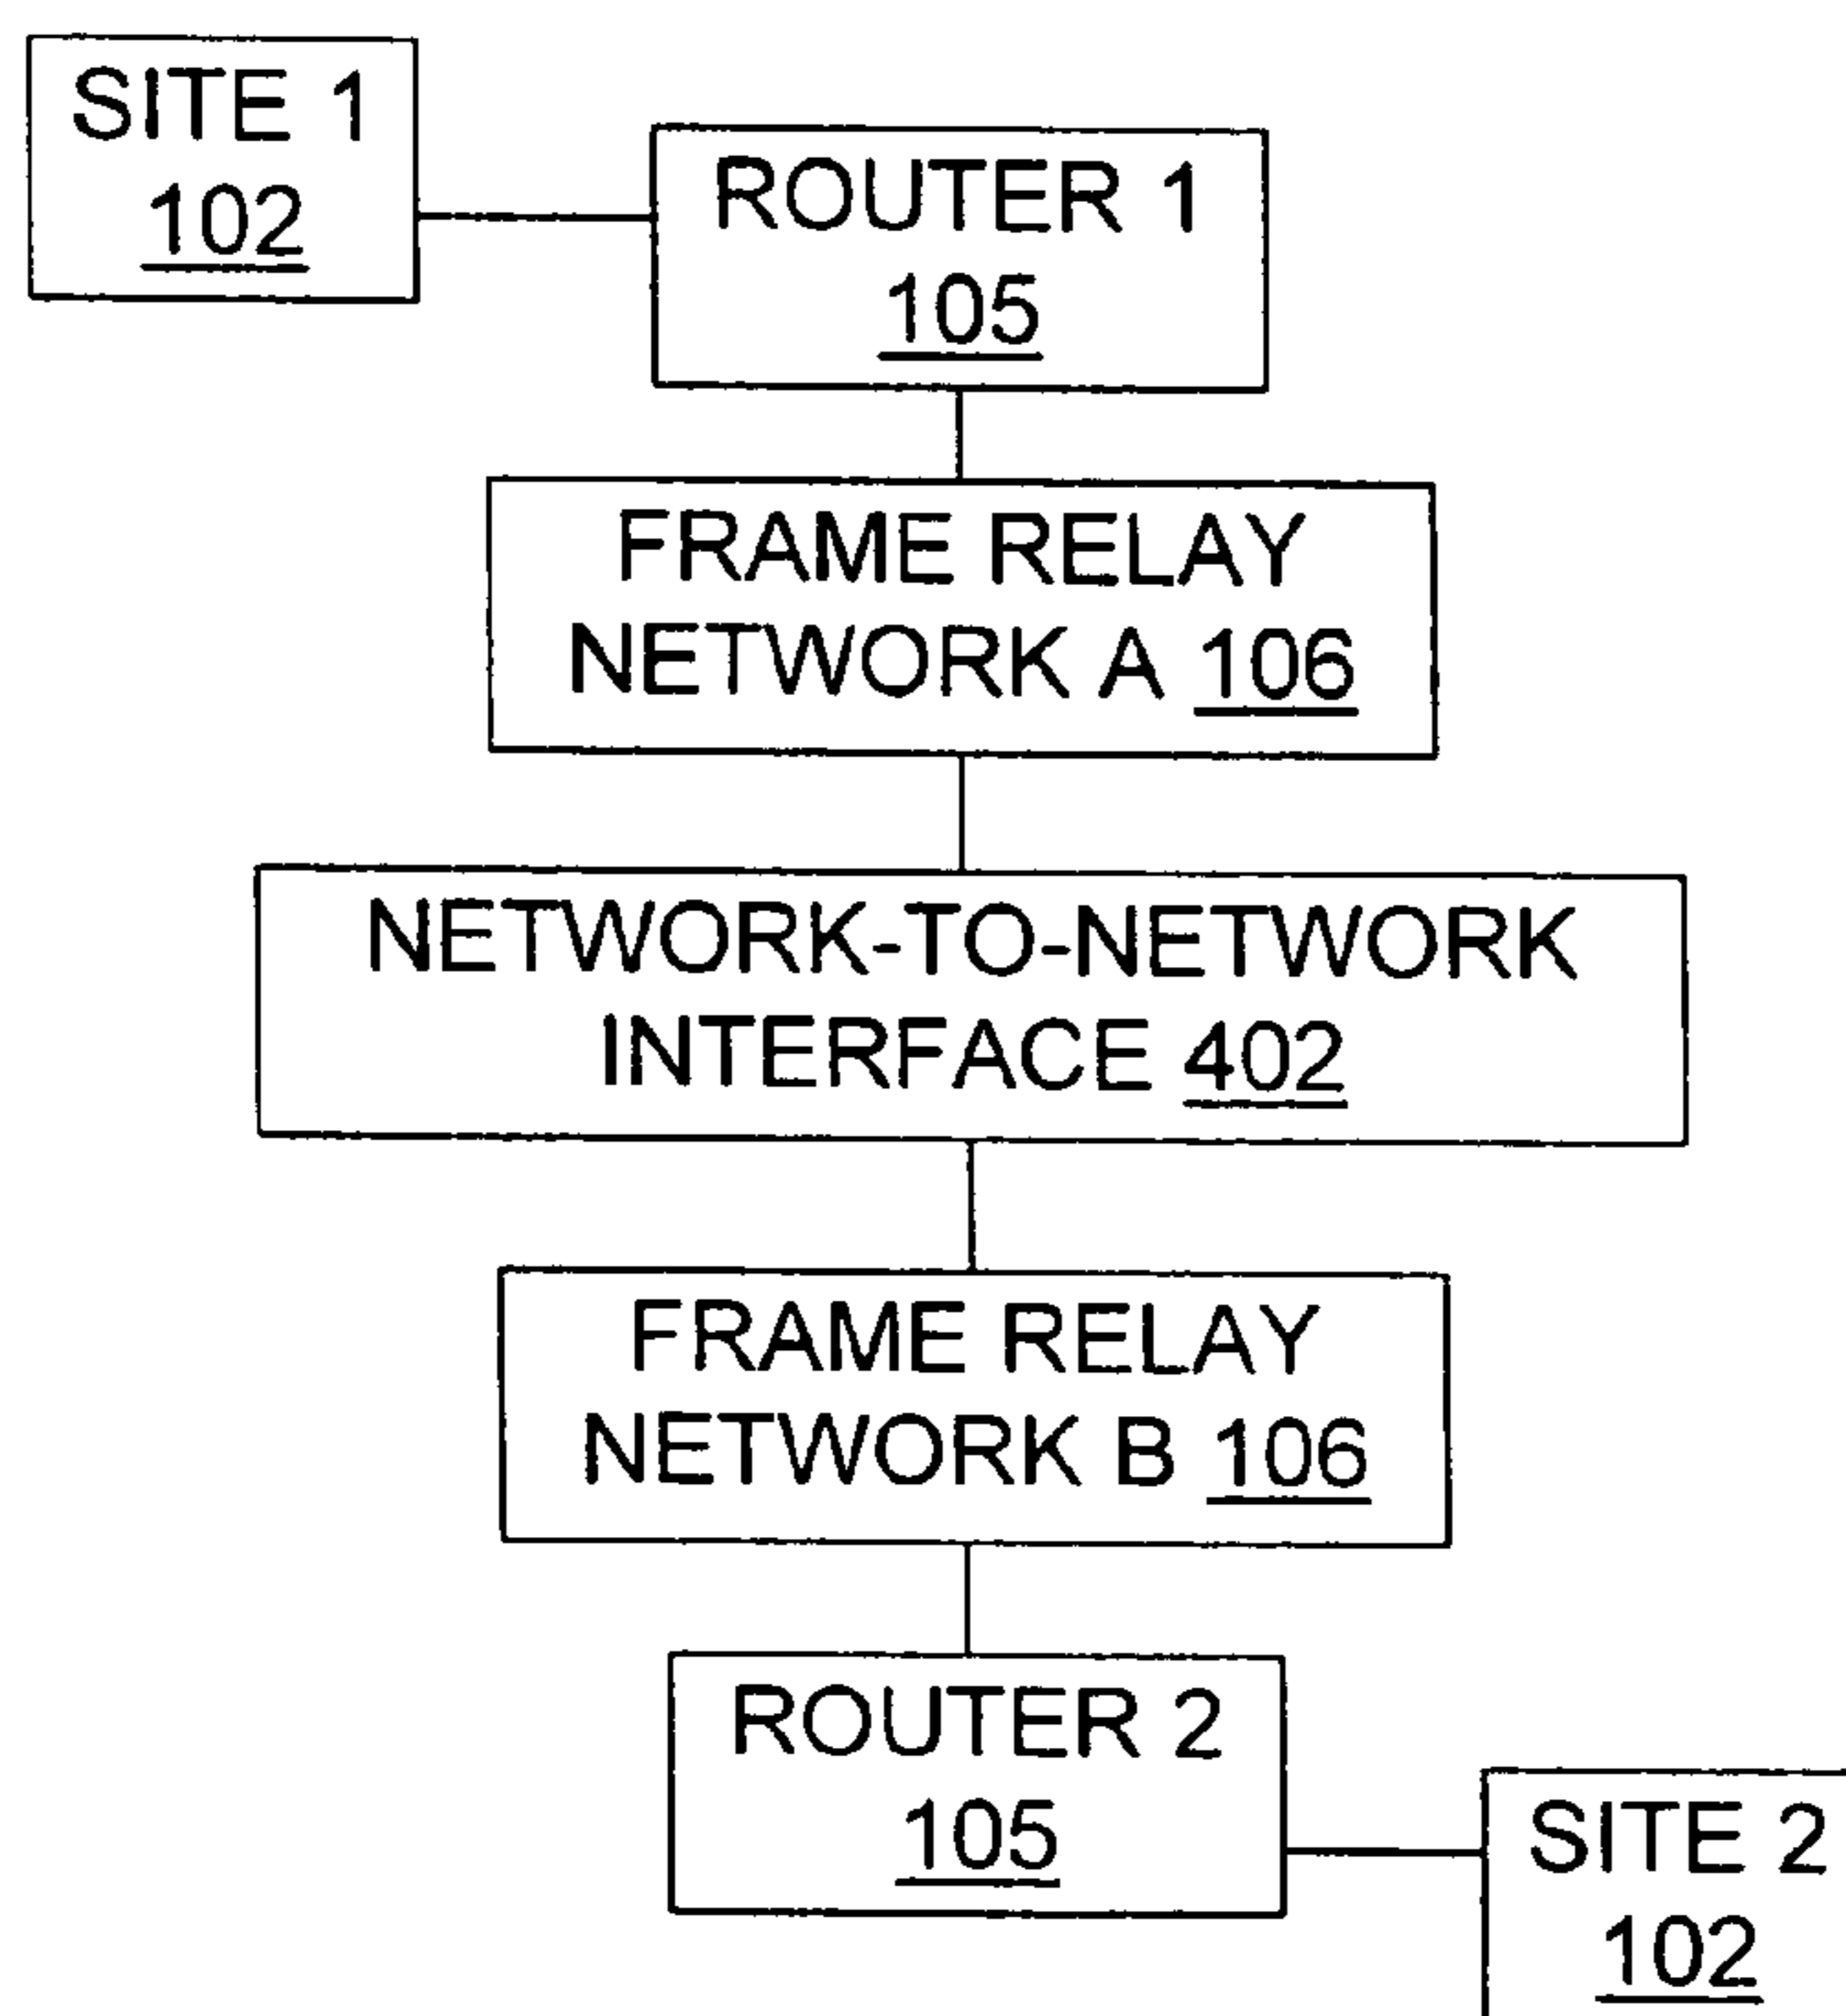 SITE 1
102
ROUTER 1
105
FRAME RELAY
NETWORK A 106
NETWORK-TO-NETWORK
INTERFACE 402
FRAME RELAY
NETWORK B 106
ROUTER 2
105
SITE 2
102